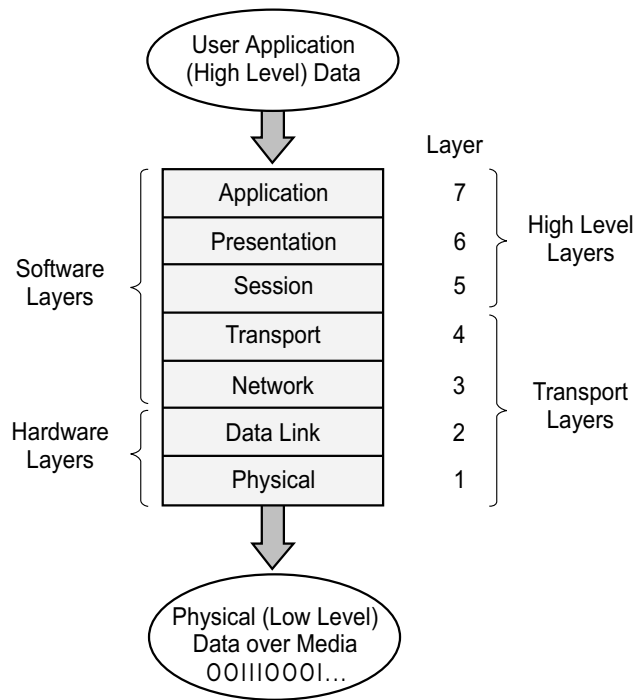 User Application
(High Level) Data
Layer
Application
7
Presentation
6
Session
5
Transport
4
Network
3
Data Link
2
Physical
1
Software
Layers
Hardware
Layers
High Level
Layers
Transport
Layers
Physical (Low Level)
Data over Media
001110001...